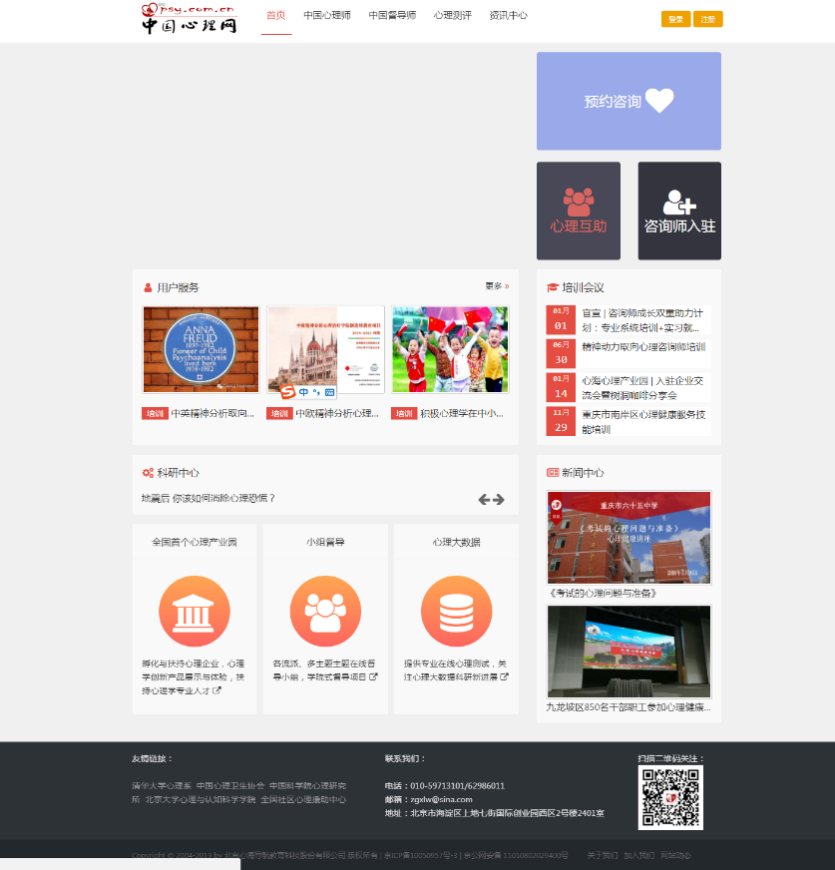 psy.com.cn
中国心理网
首页 中国心理师 中国督导师 心理测评 资讯中心
登录 注册
预约咨询
心理互助
咨询师入驻
用户服务
更多 »
ANNA
FREUD
1895-1982
Pioneer of Child
Psychoanalysis
lived here
1938-1982
中
培训 中英精神分析取向...
培训 中欧精神分析心理...
培训 积极心理学在中小...
培训会议
01月
01
官宣 | 咨询师成长双重助力计
划：专业系统培训+实习就...
06月
30
精神动力取向心理咨询师培训
01月
14
心海心理产业园 | 入驻企业交
流会暨树洞咖啡分享会
11月
29
重庆市南岸区心理健康服务技
能培训
科研中心
地震后 你该如何消除心理恐慌？
全国首个心理产业园
孵化与扶持心理企业，心理
学创新产品展示与体验，扶
持心理学专业人才
小组督导
各流派、多主题主题在线督
导小组，学院式督导项目
心理大数据
提供专业在线心理测试，关
注心理大数据科研新进展
新闻中心
重庆市六十五中学
《考试的心理问题与准备》
心理健康讲座
《考试的心理问题与准备》
九龙坡区850名干部职工参加心理健康...
友情链接：
清华大学心理系 中国心理卫生协会 中国科学院心理研究
所 北京大学心理与认知科学学院 全国社区心理援助中心
联系我们：
电话：010-59713101/62986011
邮箱：zgxlw@sina.com
地址：北京市海淀区上地七街国际创业园西区2号楼2401室
扫描二维码关注：
Copyright © 2004-2019 by 北京心海导航教育科技股份有限公司 版权所有 | 京ICP备10050957号-3 | 京公网安备 11010802029400号 关于我们 加入我们 网站动态